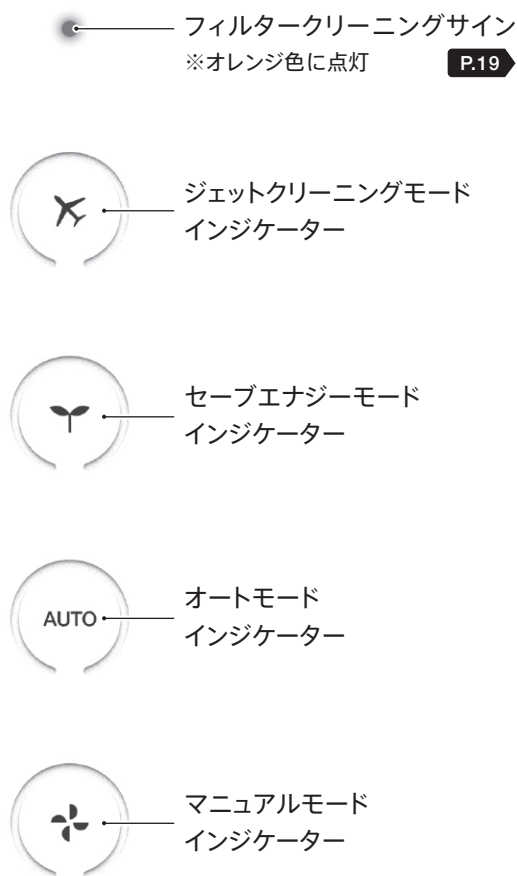 フィルタークリーニングサイン
※オレンジ色に点灯 P.19
ジェットクリーニングモード
インジケーター
セーブエナジーモード
インジケーター
AUTO
オートモード
インジケーター
マニュアルモード
インジケーター